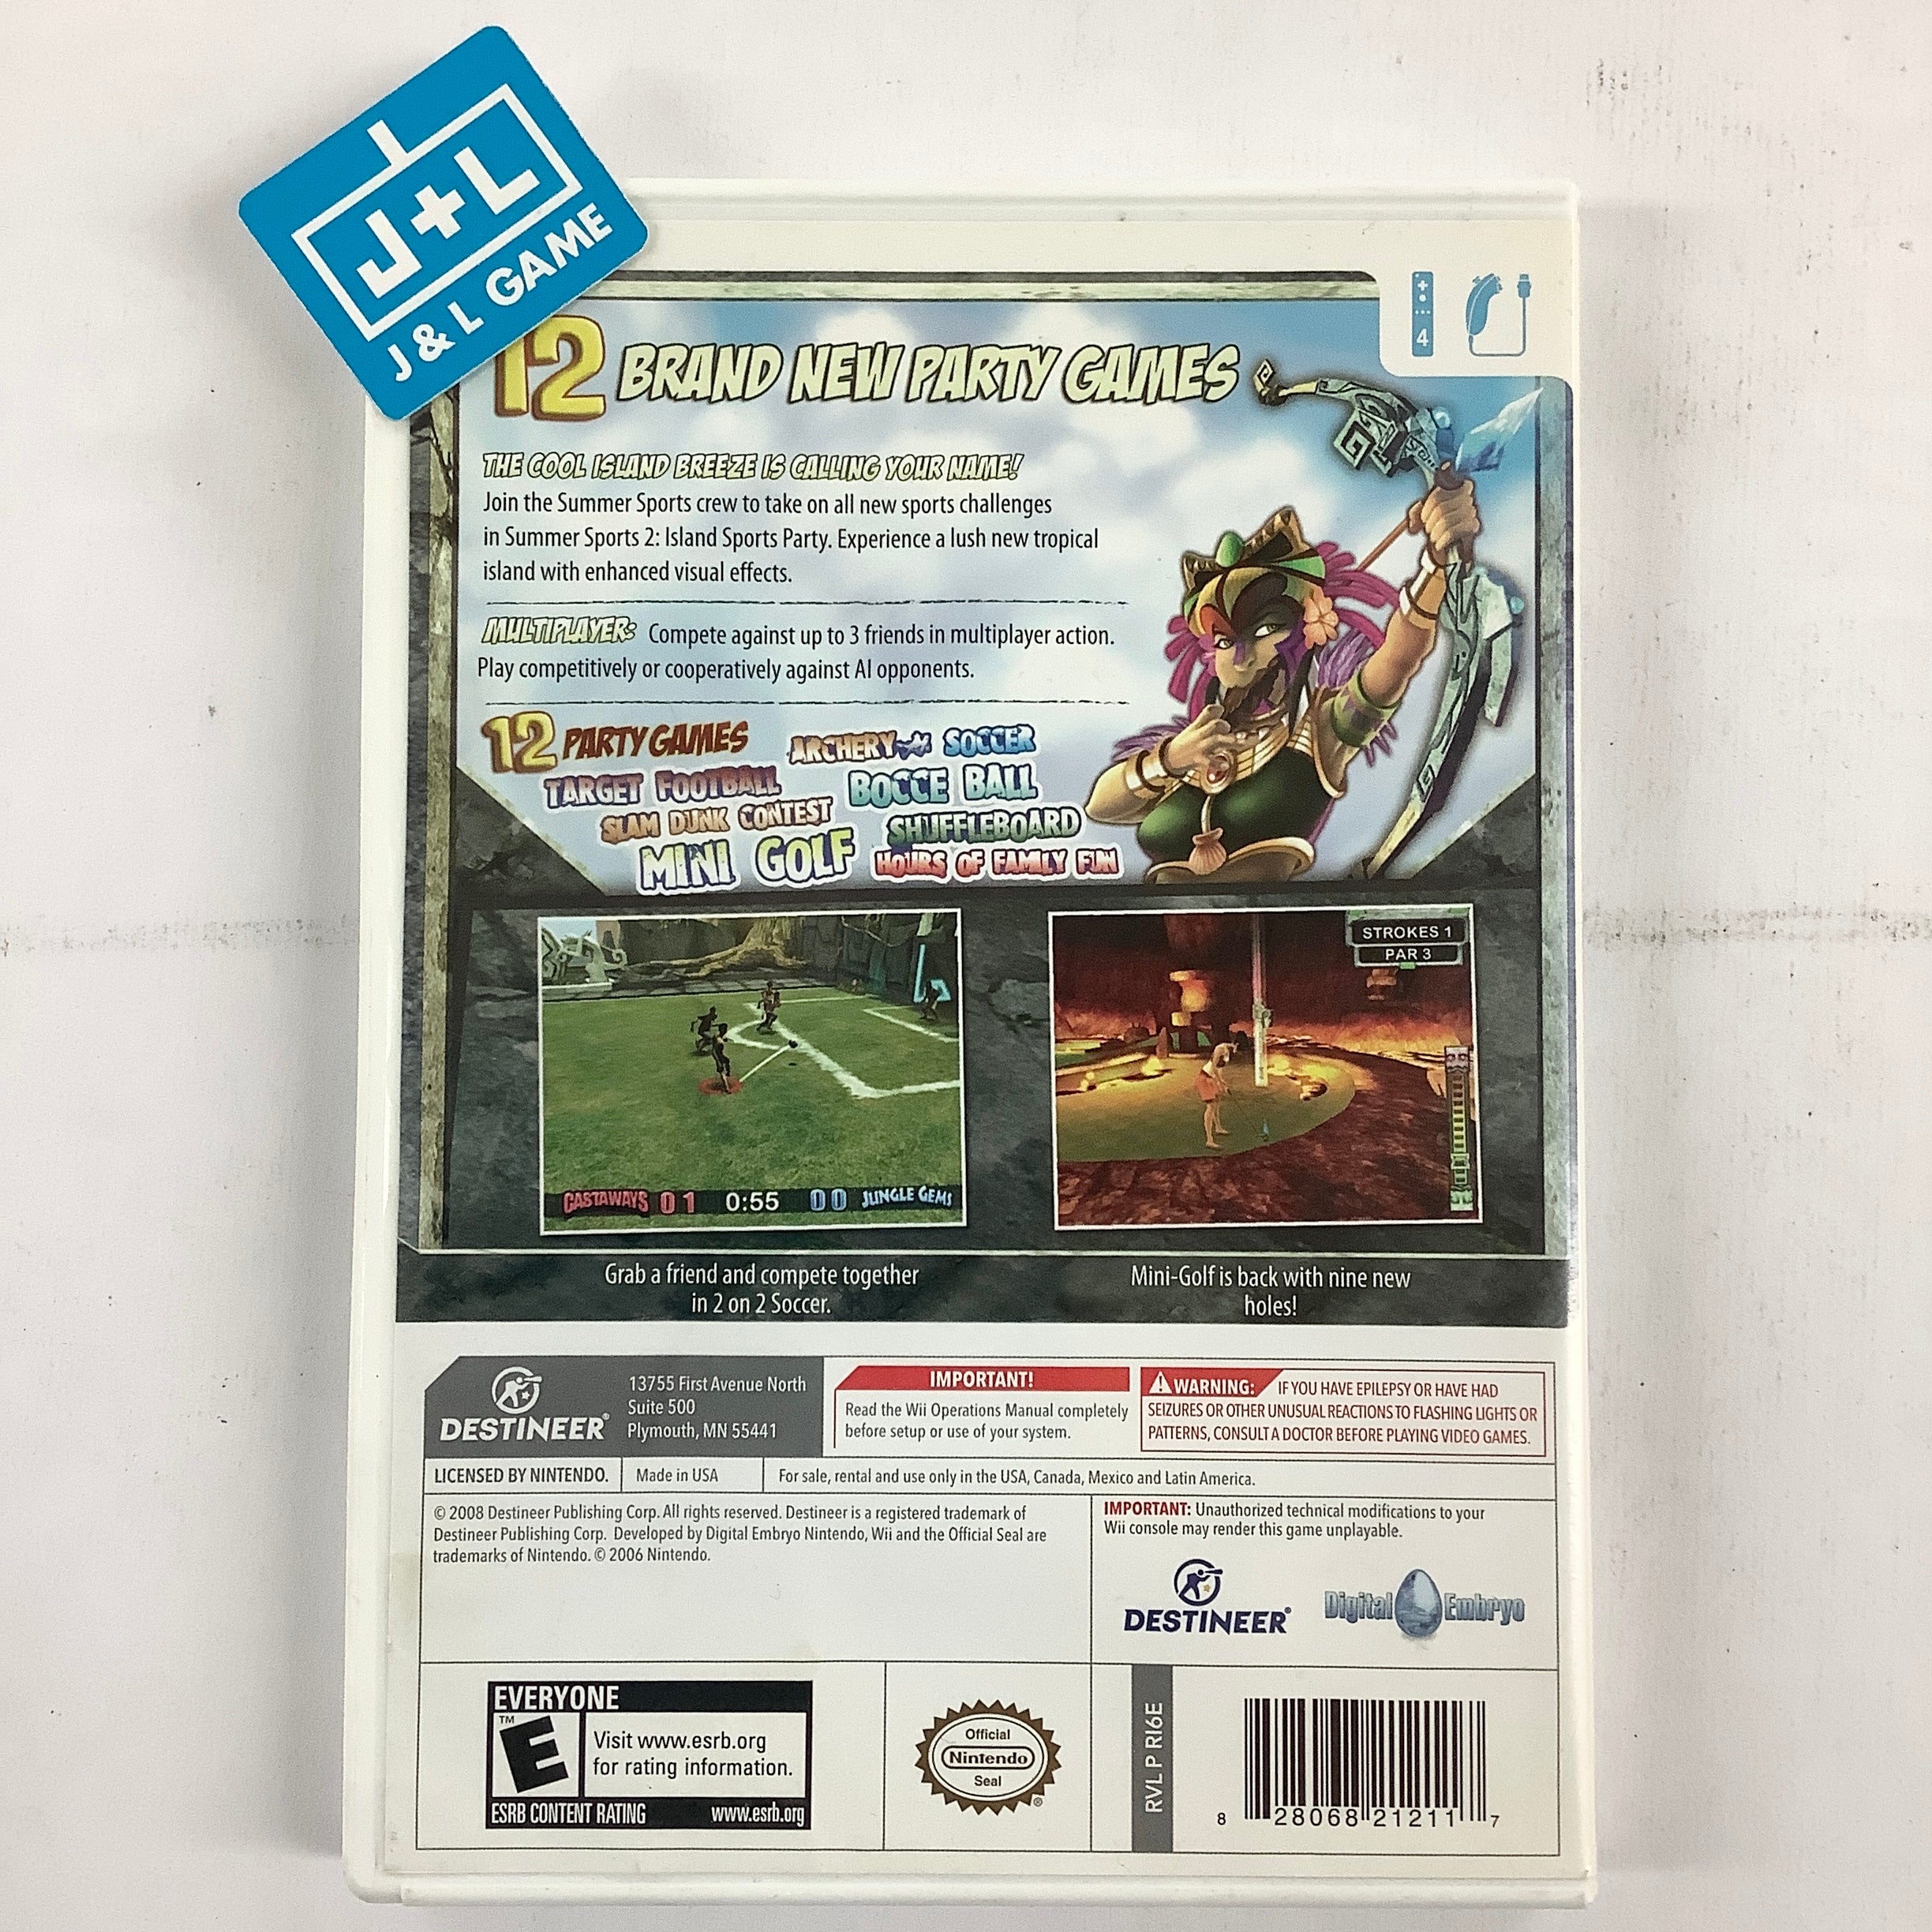 J+L
J & L GAME
4
12 BRAND NEW PARTY GAMES
THE COOL ISLAND BREEZE IS CALLING YOUR NAME!
Join the Summer Sports crew to take on all new sports challenges
in Summer Sports 2: Island Sports Party. Experience a lush new tropical
island with enhanced visual effects.
MULTIPLAYER: Compete against up to 3 friends in multiplayer action.
Play competitively or cooperatively against AI opponents.
12 PARTY GAMES
ARCHERY SOCCER
TARGET FOOTBALL BOCCE BALL
SLAM DUNK CONTEST SHUFFLEBOARD
MINI GOLF HOURS OF FAMILY FUN
CASTAWAYS 01 0:55 00 JUNGLE GEMS
STROKES 1
PAR 3
Grab a friend and compete together
in 2 on 2 Soccer.
Mini-Golf is back with nine new
holes!
DESTINEER®
13755 First Avenue North
Suite 500
Plymouth, MN 55441
IMPORTANT!
Read the Wii Operations Manual completely
before setup or use of your system.
WARNING: IF YOU HAVE EPILEPSY OR HAVE HAD
SEIZURES OR OTHER UNUSUAL REACTIONS TO FLASHING LIGHTS OR
PATTERNS, CONSULT A DOCTOR BEFORE PLAYING VIDEO GAMES.
LICENSED BY NINTENDO. Made in USA For sale, rental and use only in the USA, Canada, Mexico and Latin America.
© 2008 Destineer Publishing Corp. All rights reserved. Destineer is a registered trademark of
Destineer Publishing Corp. Developed by Digital Embryo Nintendo, Wii and the Official Seal are
trademarks of Nintendo. © 2006 Nintendo.
IMPORTANT: Unauthorized technical modifications to your
Wii console may render this game unplayable.
DESTINEER®
Digital Embryo
EVERYONE
TM
E
Visit www.esrb.org
for rating information.
ESRB CONTENT RATING www.esrb.org
Official
Nintendo
Seal
®
RVL P RI6E
8 28068 21211 7